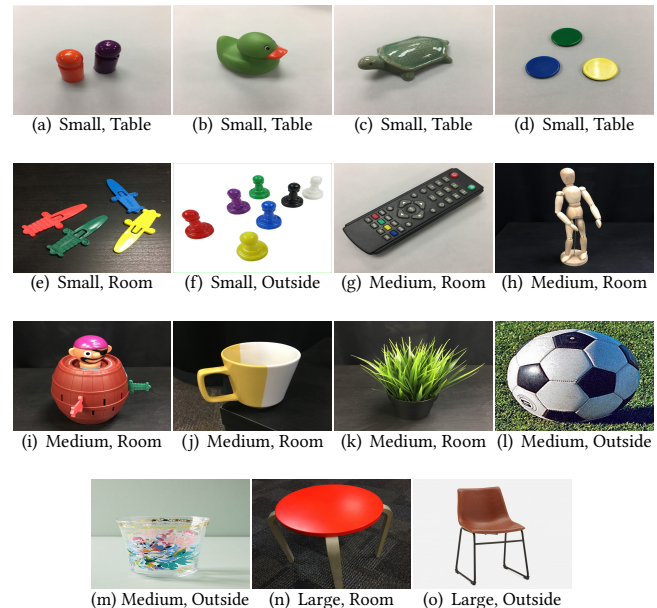 (a) Small, Table
(b) Small, Table
(c) Small, Table
(d) Small, Table
(e) Small, Room
(f) Small, Outside
(g) Medium, Room
(h) Medium, Room
(i) Medium, Room
(j) Medium, Room
(k) Medium, Room
(l) Medium, Outside
(m) Medium, Outside
(n) Large, Room
(o) Large, Outside